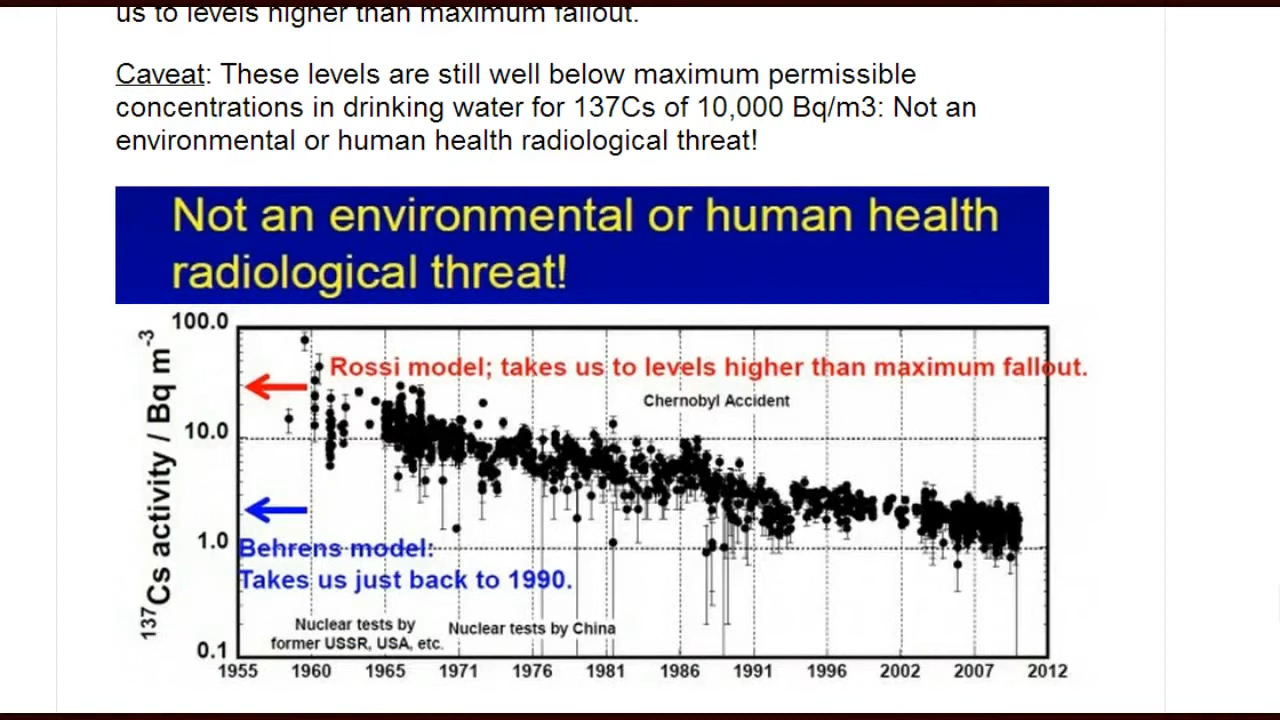 us to levels higher than maximum fallout.
Caveat: These levels are still well below maximum permissible
concentrations in drinking water for 137Cs of 10,000 Bq/m3: Not an
environmental or human health radiological threat!
Not an environmental or human health
radiological threat!
100.0
10.0
1.0
0.1
137Cs activity / Bq m-3
Rossi model; takes us to levels higher than maximum fallout.
Chernobyl Accident
Behrens model:
Takes us just back to 1990.
Nuclear tests by
former USSR, USA, etc.
Nuclear tests by China
1955 1960 1965 1971 1976 1981 1986 1991 1996 2002 2007 2012